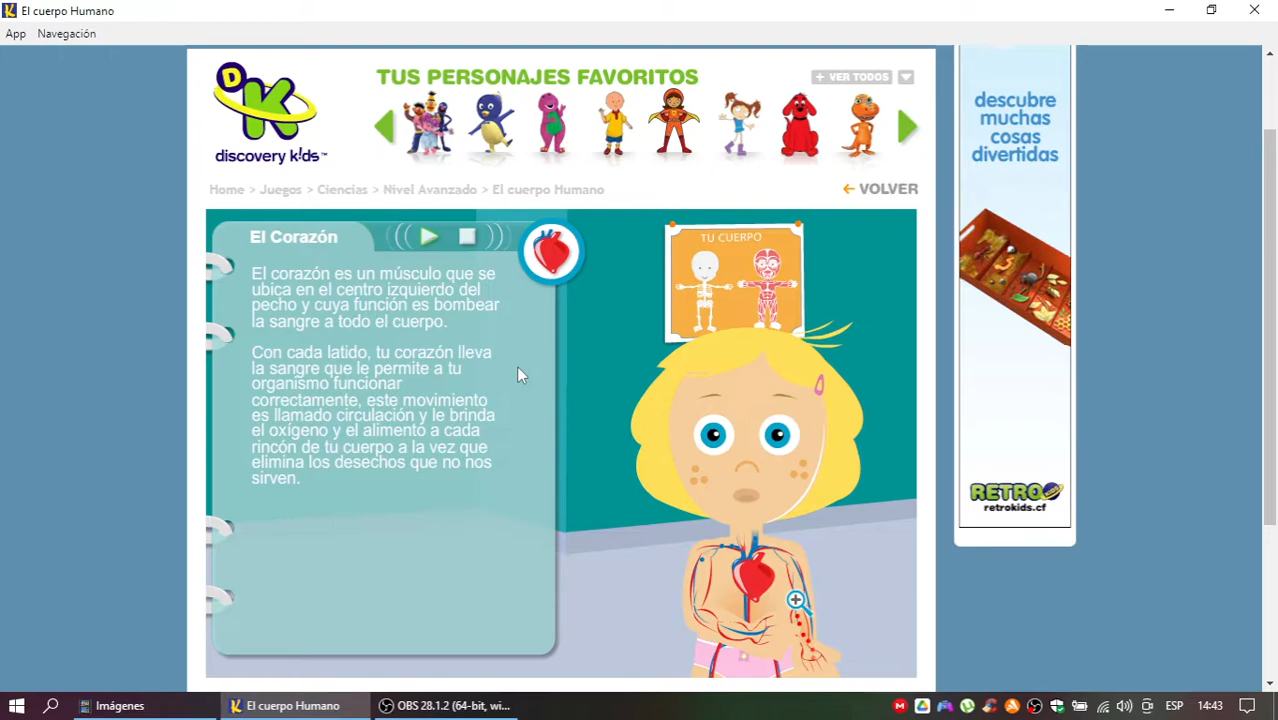 El cuerpo Humano
App Navegación
D
K
discovery k!ds™
TUS PERSONAJES FAVORITOS
+ VER TODOS
Home > Juegos > Ciencias > Nivel Avanzado > El cuerpo Humano
← VOLVER
El Corazón
El corazón es un músculo que se
ubica en el centro izquierdo del
pecho y cuya función es bombear
la sangre a todo el cuerpo.
Con cada latido, tu corazón lleva
la sangre que le permite a tu
organismo funcionar
correctamente, este movimiento
es llamado circulación y le brinda
el oxígeno y el alimento a cada
rincón de tu cuerpo a la vez que
elimina los desechos que no nos
sirven.
TU CUERPO
descubre
muchas
cosas
divertidas
RETRO
retrokids.cf
Imágenes
El cuerpo Humano
OBS 28.1.2 (64-bit, wi...
ESP
14:43